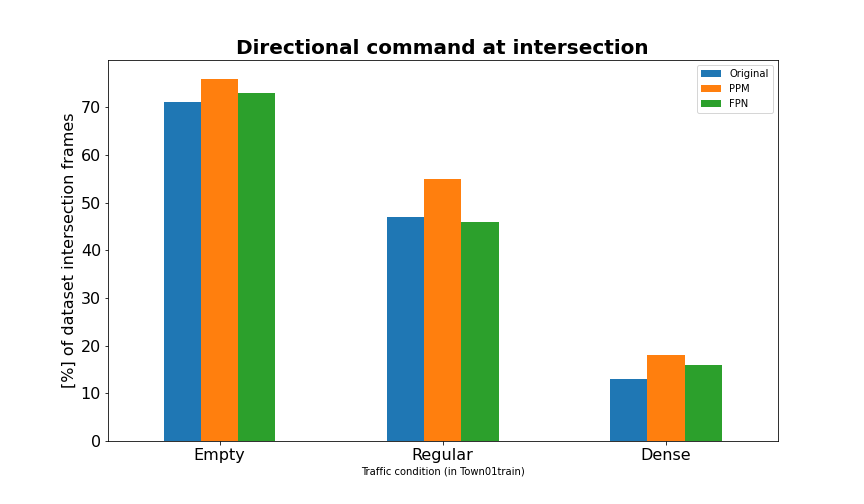 Directional command at intersection
Original
PPM
FPN
[%] of dataset intersection frames
70
60
50
40
30
20
10
0
Empty
Regular
Dense
Traffic condition (in Town01train)